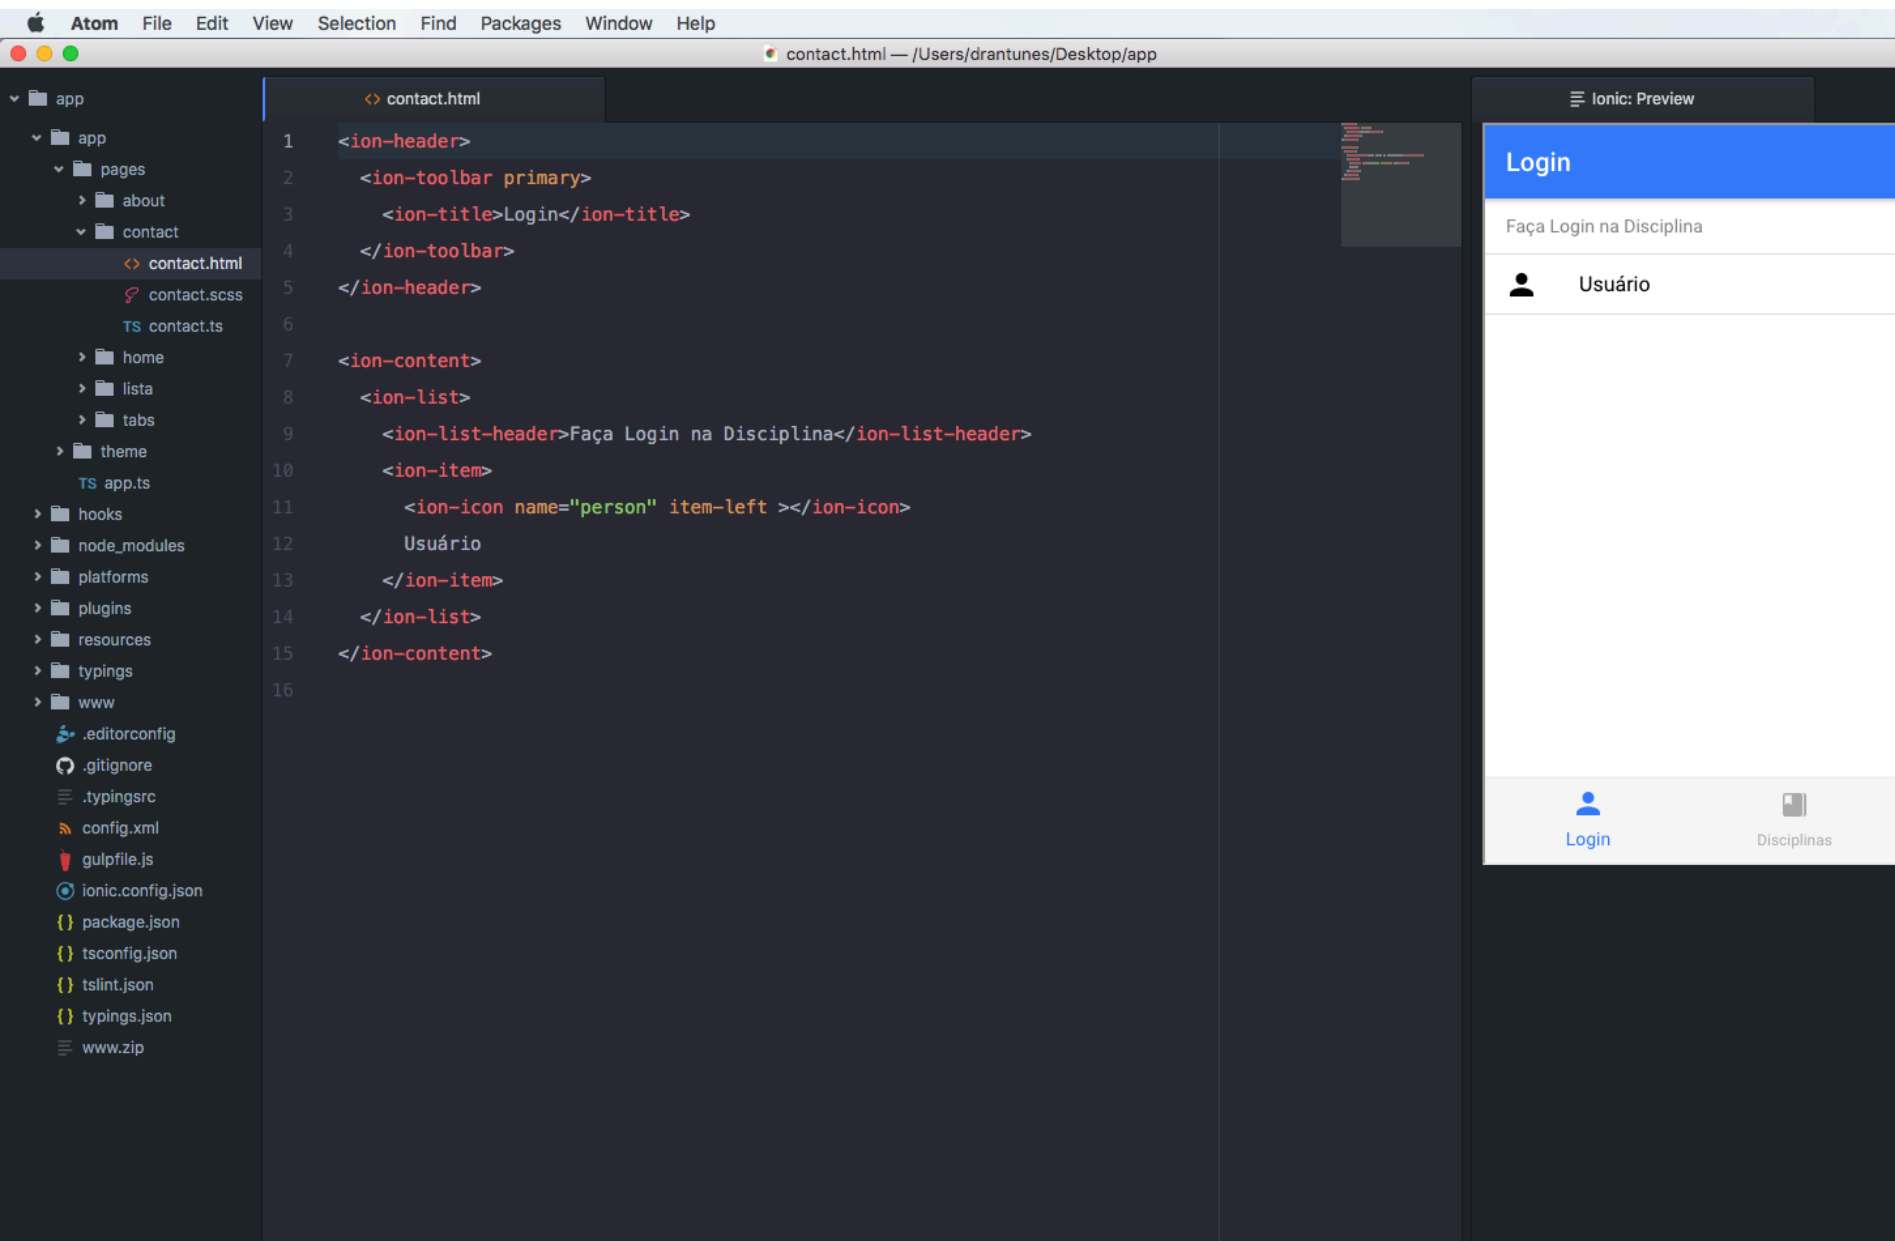 Atom File Edit View Selection Find Packages Window Help
contact.html — /Users/drantunes/Desktop/app
app
app
pages
about
contact
<> contact.html
contact.scss
TS contact.ts
home
lista
tabs
theme
TS app.ts
hooks
node_modules
platforms
plugins
resources
typings
www
.editorconfig
.gitignore
.typingsrc
config.xml
gulpfile.js
ionic.config.json
{} package.json
{} tsconfig.json
{} tslint.json
{} typings.json
www.zip
<> contact.html
1 <ion-header>
2 <ion-toolbar primary>
3 <ion-title>Login</ion-title>
4 </ion-toolbar>
5 </ion-header>
6
7 <ion-content>
8 <ion-list>
9 <ion-list-header>Faça Login na Disciplina</ion-list-header>
10 <ion-item>
11 <ion-icon name="person" item-left ></ion-icon>
12 Usuário
13 </ion-item>
14 </ion-list>
15 </ion-content>
16
Ionic: Preview
Login
Faça Login na Disciplina
Usuário
Login Disciplinas